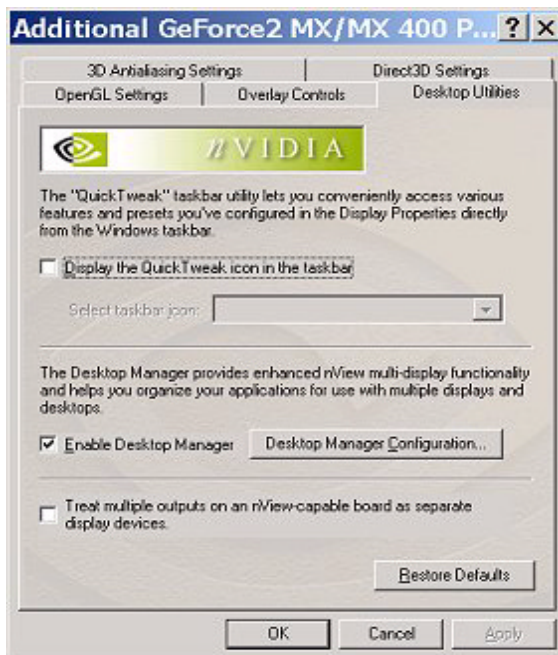 Additional GeForce2 MX/MX 400 P...
3D Antialiasing Settings
Direct3D Settings
OpenGL Settings
Overlay Controls
Desktop Utilities
nVIDIA
The "QuickTweak" taskbar utility lets you conveniently access various
features and presets you've configured in the Display Properties directly
from the Windows taskbar.
Display the QuickTweak icon in the taskbar
Select taskbar icon:
The Desktop Manager provides enhanced nView multi-display functionality
and helps you organize your applications for use with multiple displays and
desktops.
Enable Desktop Manager
Desktop Manager Configuration...
Treat multiple outputs on an nView-capable board as separate
display devices.
Restore Defaults
OK
Cancel
Apply